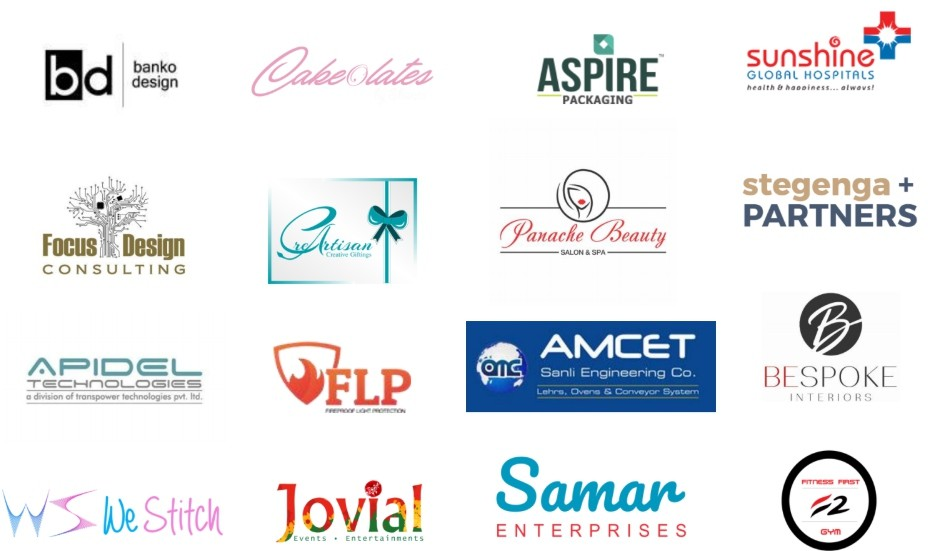 bd
banko
design
Cakeolates
ASPIRE™
PACKAGING
sunshine
GLOBAL HOSPITALS
health & happiness... always!
Focus Design
CONSULTING
CreArtisan
Creative Giftings
Panache Beauty
SALON & SPA
stegenga +
PARTNERS
APIDEL
TECHNOLOGIES
a division of transpower technologies pvt. ltd.
FLP
FIREPROOF LIGHT PROTECTION
AMCET
Sanli Engineering Co.
Lehrs, Ovens & Conveyor System
B
BESPOKE
INTERIORS
WS We Stitch
Jovial
Events • Entertainments
Samar
ENTERPRISES
FITNESS FIRST
F2
GYM